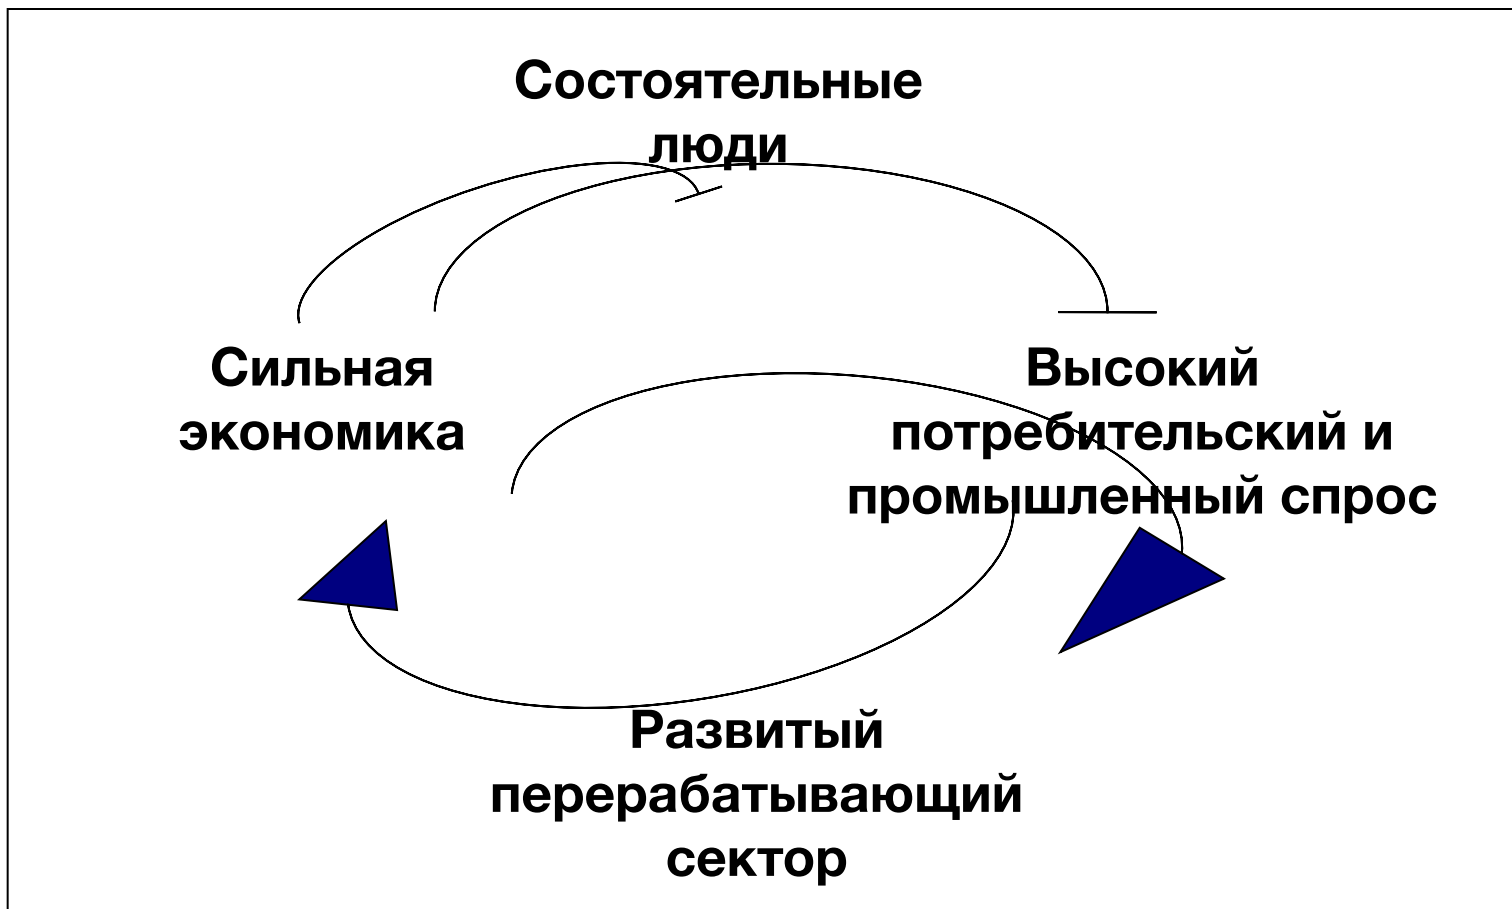 Состоятельные
люди
Сильная
экономика
Высокий
потребительский и
промышленный спрос
Развитый
перерабатывающий
сектор